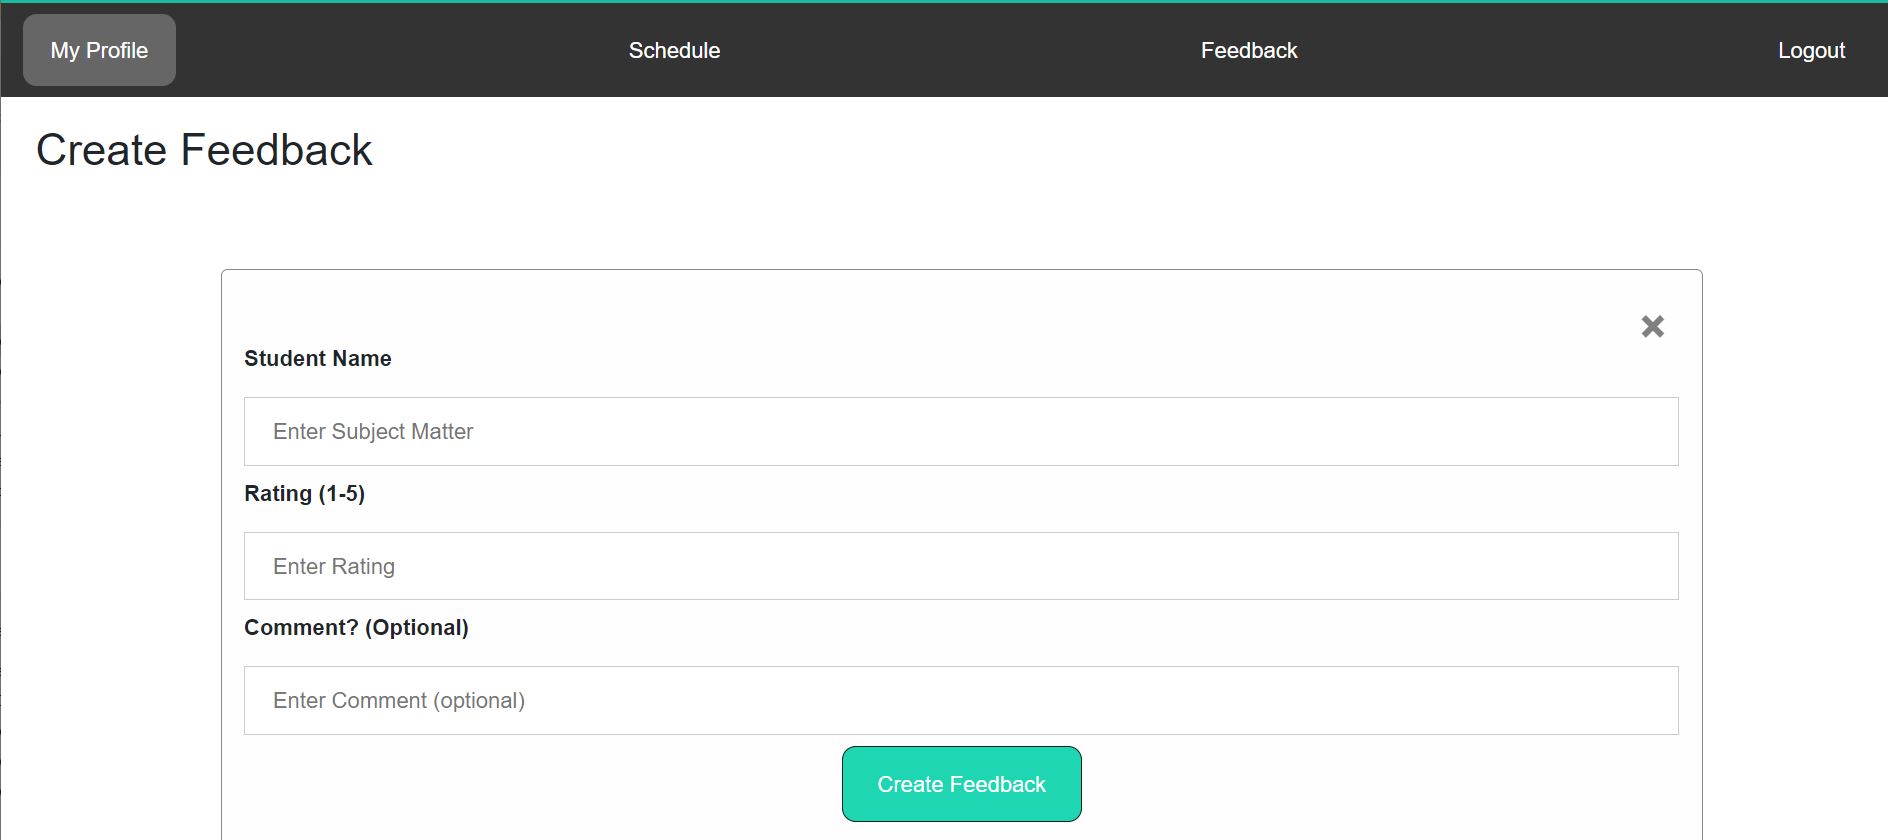 My Profile Schedule Feedback Logout
Create Feedback
Student Name
Enter Subject Matter
Rating (1-5)
Enter Rating
Comment? (Optional)
Enter Comment (optional)
Create Feedback